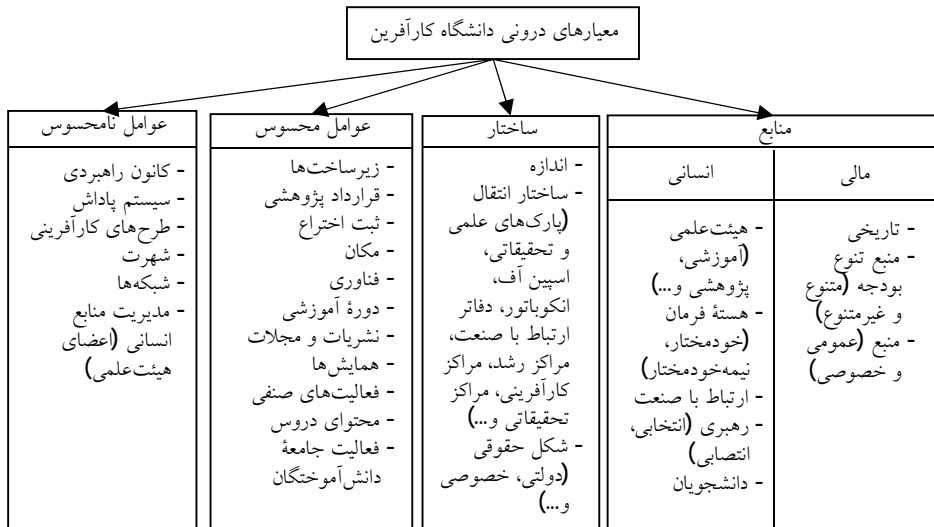 معیارهای درونی دانشگاه کارآفرین
منابع
مالی
- تاریخی
- منبع تنوع
بودجه (متنوع
و غیرمتنوع)
- منبع (عمومی
و خصوصی)
انسانی
- هیئت‌علمی
(آموزشی،
پژوهشی و...)
- هستهٔ فرمان
(خودمختار،
نیمه‌خودمختار)
- ارتباط با صنعت
- رهبری (انتخابی،
انتصابی)
- دانشجویان
ساختار
- اندازه
- ساختار انتقال
(پارک‌های علمی
و تحقیقاتی،
اسپین آف،
انکوباتور، دفاتر
ارتباط با صنعت،
مراکز رشد، مراکز
کارآفرینی، مراکز
تحقیقاتی و...)
- شکل حقوقی
(دولتی، خصوصی
و...)
عوامل محسوس
- زیرساخت‌ها
- قرارداد پژوهشی
- ثبت اختراع
- مکان
- فناوری
- دورهٔ آموزشی
- نشریات و مجلات
- همایش‌ها
- فعالیت‌های صنفی
- محتوای دروس
- فعالیت جامعهٔ
دانش‌آموختگان
عوامل نامحسوس
- کانون راهبردی
- سیستم پاداش
- طرح‌های کارآفرینی
- شهرت
- شبکه‌ها
- مدیریت منابع
انسانی (اعضای
هیئت‌علمی)